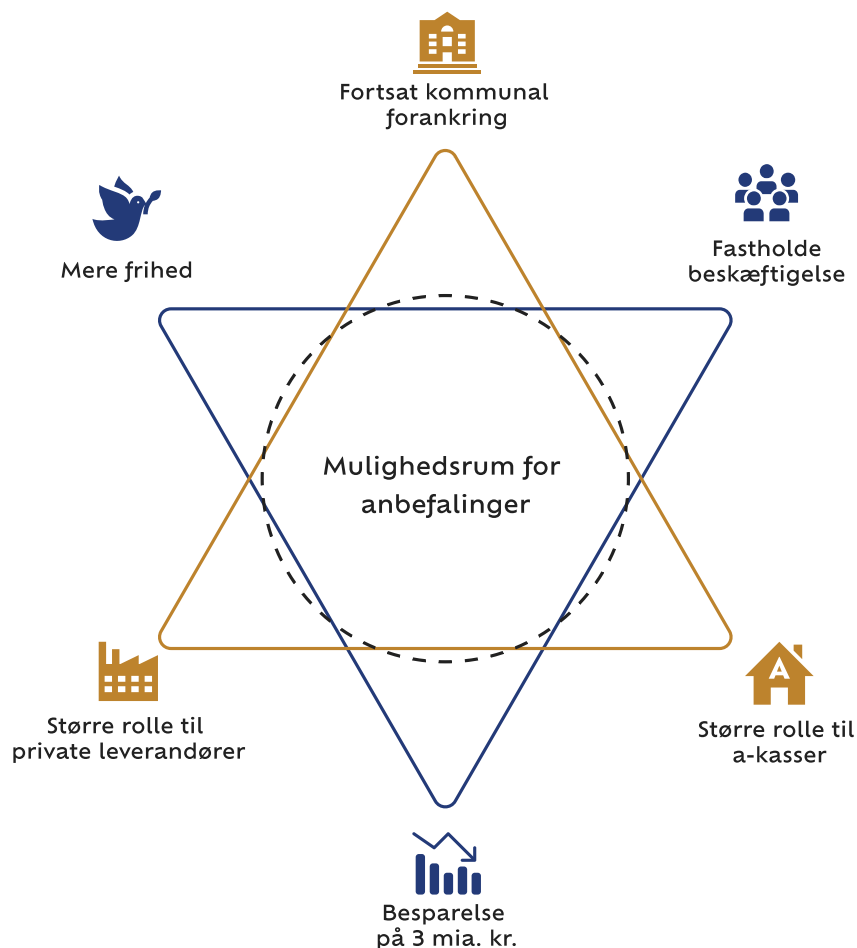 Fortsat kommunal
forankring
Mere frihed
Fastholde
beskæftigelse
Mulighedsrum for
anbefalinger
Større rolle til
private leverandører
A
Større rolle til
a-kasser
Besparelse
på 3 mia. kr.